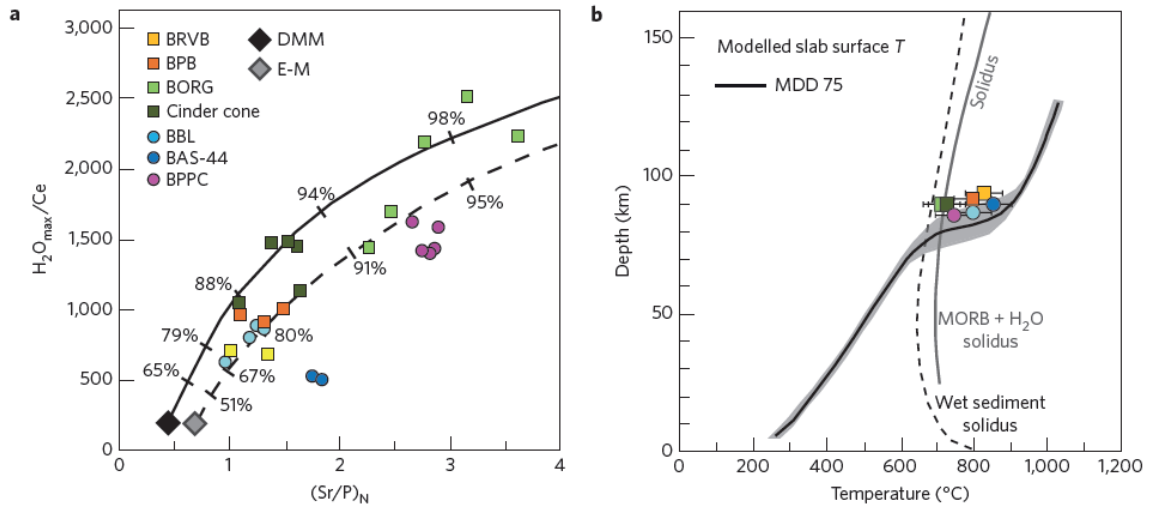 a
3,000
2,500
2,000
1,500
1,000
500
0
H₂Oₘₐₓ/Ce
BRVB
BPB
BORG
Cinder cone
BBL
BAS-44
BPPC
DMM
E-M
98%
94%
95%
91%
88%
79%
80%
65%
67%
51%
0 1 2 3 4
(Sr/P)N
b
150
100
50
0
Depth (km)
Modelled slab surface T
MDD 75
Solidus
MORB + H₂O
solidus
Wet sediment
solidus
0 200 400 600 800 1,000 1,200
Temperature (°C)